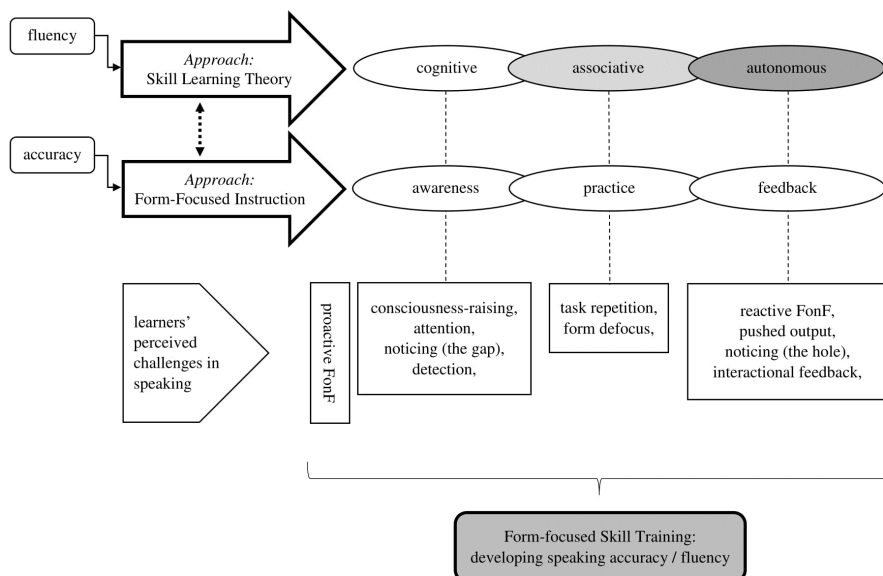 fluency
Approach:
Skill Learning Theory
cognitive
associative
autonomous
accuracy
Approach:
Form-Focused Instruction
awareness
practice
feedback
learners’
perceived
challenges in
speaking
proactive FonF
consciousness-raising,
attention,
noticing (the gap),
detection,
task repetition,
form defocus,
reactive FonF,
pushed output,
noticing (the hole),
interactional feedback,
Form-focused Skill Training:
developing speaking accuracy / fluency